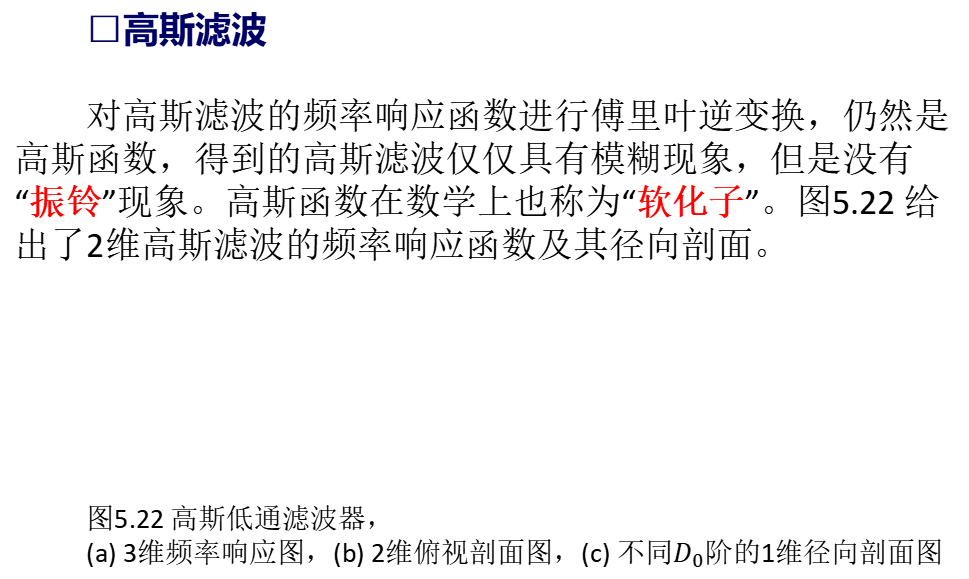 □高斯滤波
对高斯滤波的频率响应函数进行傅里叶逆变换，仍然是
高斯函数，得到的高斯滤波仅仅具有模糊现象，但是没有
“振铃”现象。高斯函数在数学上也称为“软化子”。图5.22 给
出了2维高斯滤波的频率响应函数及其径向剖面。
图5.22 高斯低通滤波器，
(a) 3维频率响应图，(b) 2维俯视剖面图，(c) 不同D₀阶的1维径向剖面图